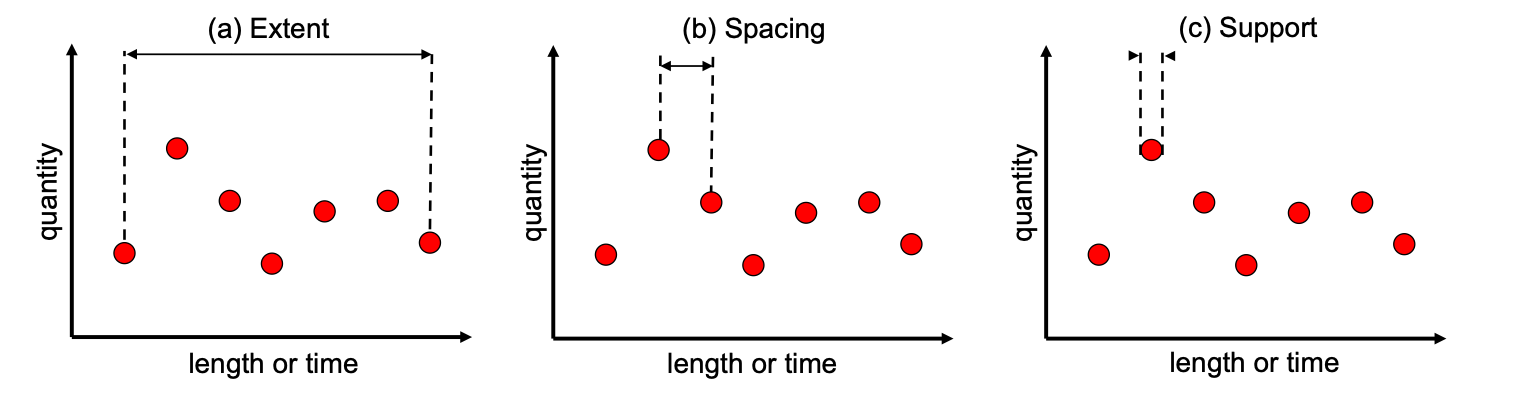 (a) Extent
quantity
length or time
(b) Spacing
quantity
length or time
(c) Support
quantity
length or time